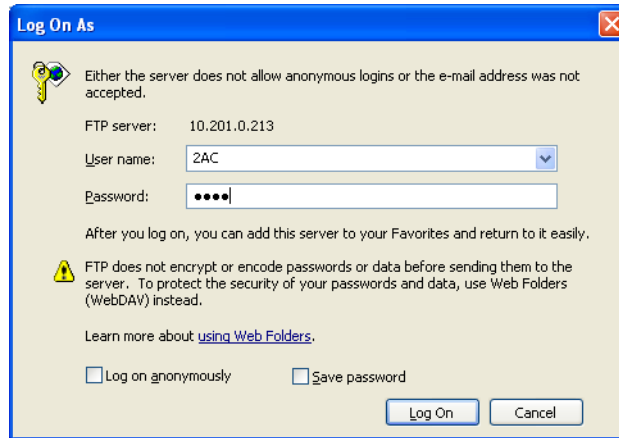 Log On As
Either the server does not allow anonymous logins or the e-mail address was not
accepted.
FTP server: 10.201.0.213
User name: 2AC
Password: ●●●●
After you log on, you can add this server to your Favorites and return to it easily.
FTP does not encrypt or encode passwords or data before sending them to the
server. To protect the security of your passwords and data, use Web Folders
(WebDAV) instead.
Learn more about using Web Folders.
Log on anonymously Save password
Log On Cancel